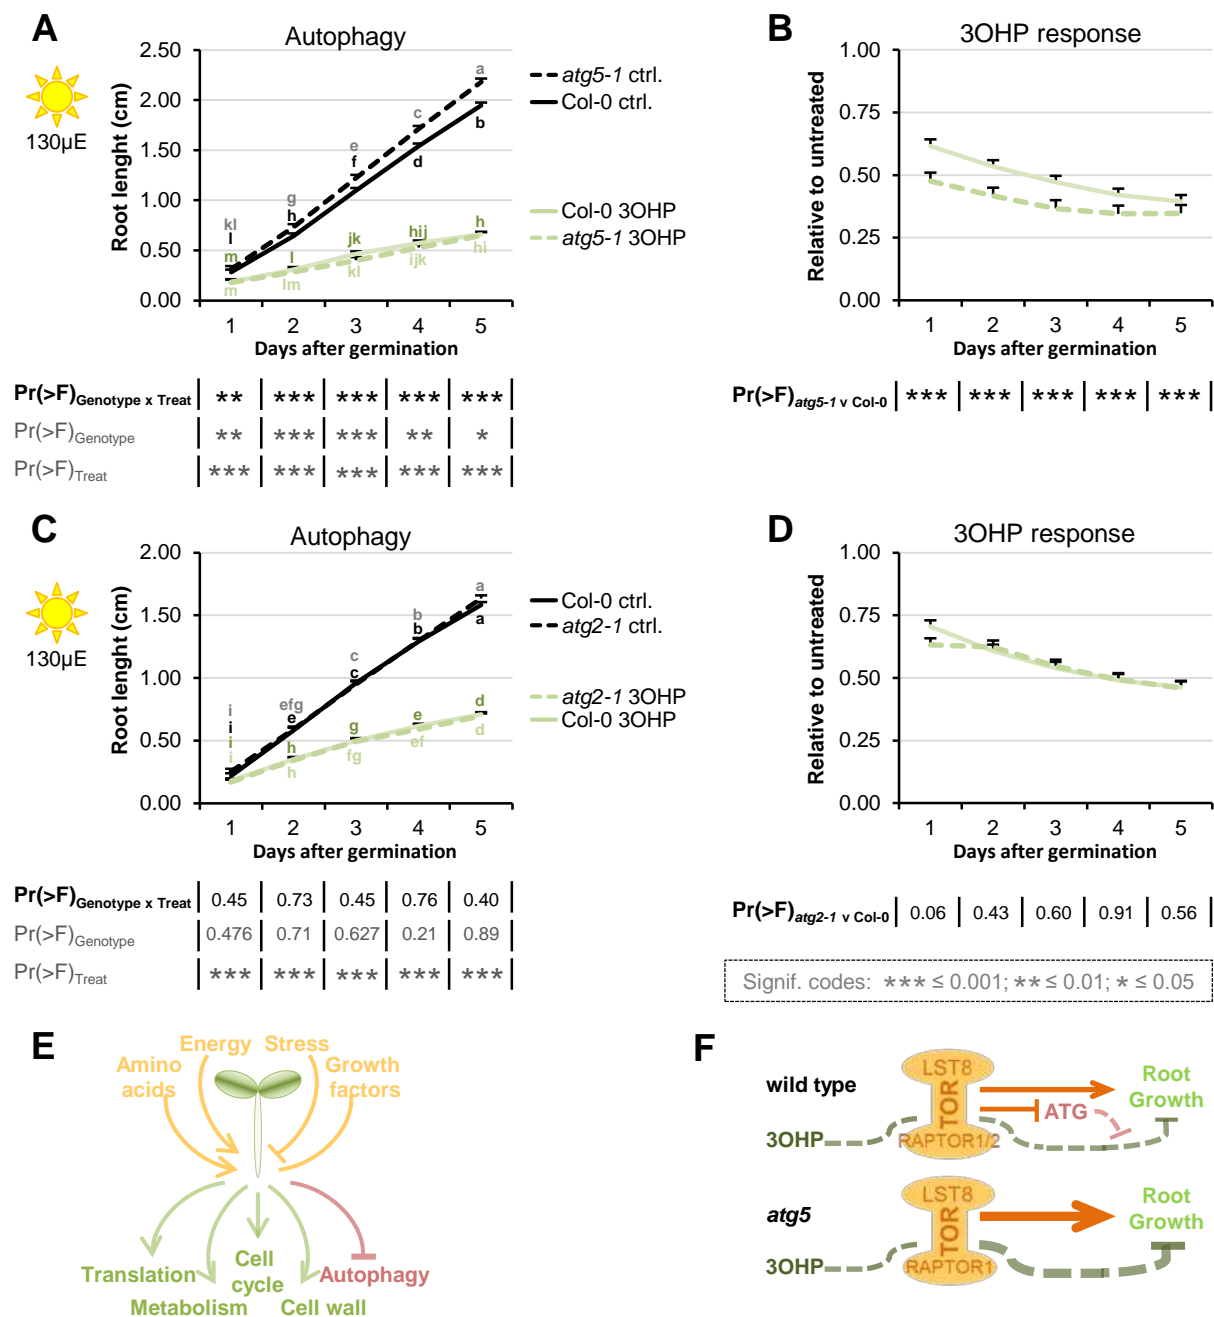 A
Autophagy
130µE
Root lenght (cm)
2.50
2.00
1.50
1.00
0.50
0.00
kl
l
m
m
g
h
l
lm
e
f
jk
kl
c
d
hij
ijk
a
b
h
hi
1 2 3 4 5
Days after germination
atg5-1 ctrl.
Col-0 ctrl.
Col-0 3OHP
atg5-1 3OHP
Pr(>F)Genotype x Treat ** *** *** *** ***
Pr(>F)Genotype ** *** *** ** *
Pr(>F)Treat *** *** *** *** ***
B
3OHP response
Relative to untreated
1.00
0.75
0.50
0.25
0.00
1 2 3 4 5
Days after germination
Pr(>F)atg5-1 v Col-0 *** *** *** *** ***
C
Autophagy
130µE
Root lenght (cm)
2.00
1.50
1.00
0.50
0.00
i
i
i
i
efg
e
h
h
c
c
g
fg
b
b
e
ef
a
a
d
d
1 2 3 4 5
Days after germination
Col-0 ctrl.
atg2-1 ctrl.
atg2-1 3OHP
Col-0 3OHP
Pr(>F)Genotype x Treat 0.45 0.73 0.45 0.76 0.40
Pr(>F)Genotype 0.476 0.71 0.627 0.21 0.89
Pr(>F)Treat *** *** *** *** ***
D
3OHP response
Relative to untreated
1.00
0.75
0.50
0.25
0.00
1 2 3 4 5
Days after germination
Pr(>F)atg2-1 v Col-0 0.06 0.43 0.60 0.91 0.56
Signif. codes: *** ≤ 0.001; ** ≤ 0.01; * ≤ 0.05
E
Energy Stress
Amino
acids
Growth
factors
Translation
Metabolism
Cell
cycle
Cell wall
Autophagy
F
wild type
LST8
TOR
RAPTOR1/2
3OHP
ATG
Root
Growth
atg5
LST8
TOR
RAPTOR1
3OHP
Root
Growth